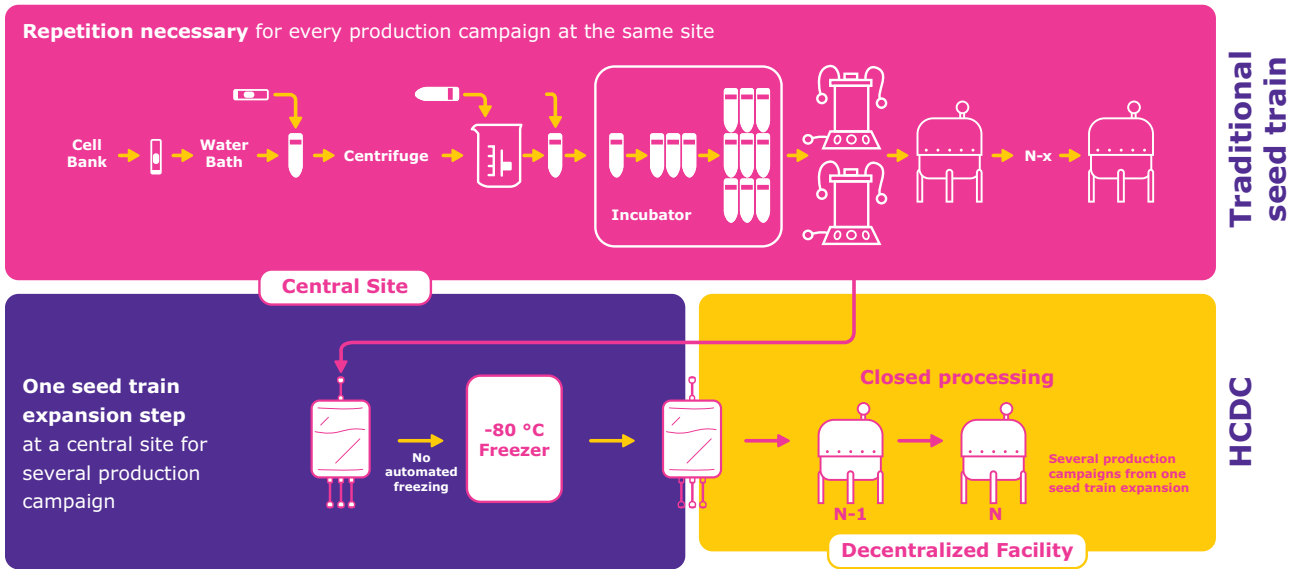 Repetition necessary for every production campaign at the same site
Cell
Bank
Water
Bath
Centrifuge
Incubator
N-x
Traditional
seed train
Central Site
One seed train
expansion step
at a central site for
several production
campaign
No
automated
freezing
-80 °C
Freezer
Closed processing
N-1
N
Several production
campaigns from one
seed train expansion
Decentralized Facility
HCDC